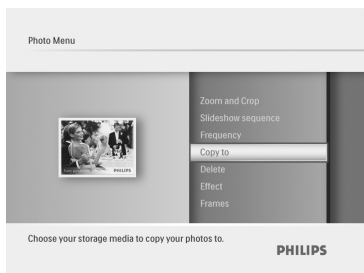 Photo Menu
Zoom and Crop
Slideshow sequence
Frequency
Copy to
Delete
Effect
Frames
PHILIPS
Choose your storage media to copy your photos to.
PHILIPS